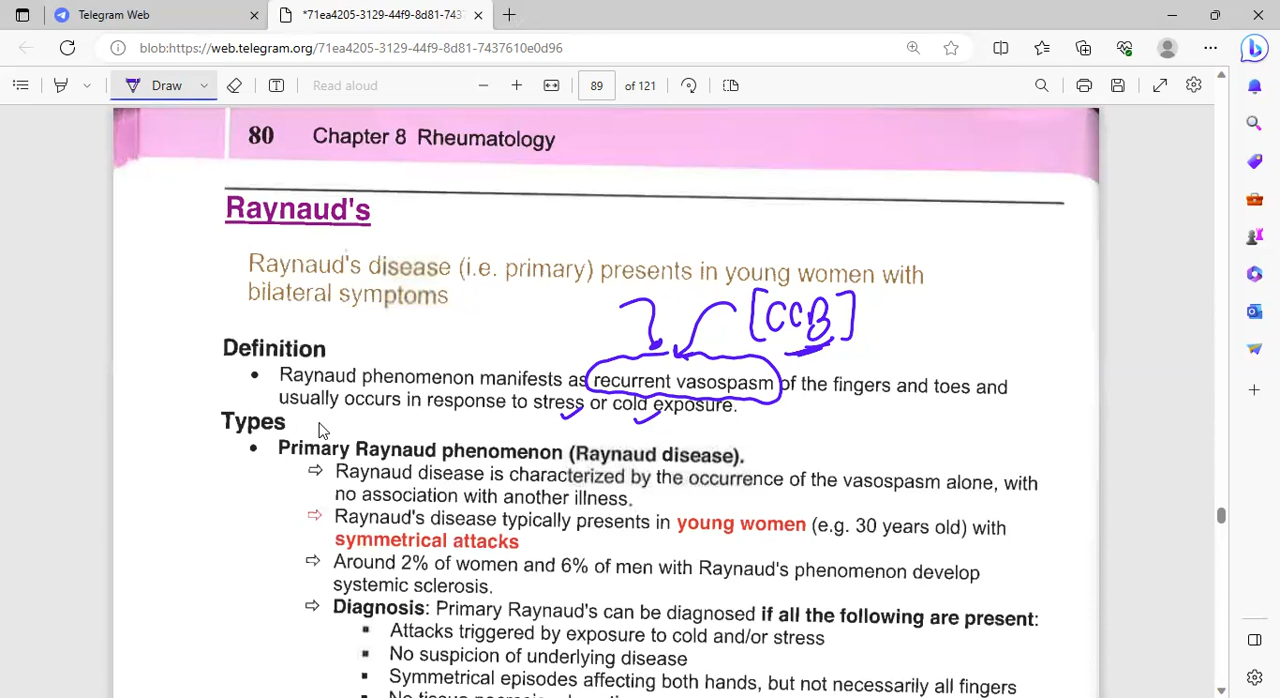 Telegram Web
*71ea4205-3129-44f9-8d81-7437
blob:https://web.telegram.org/71ea4205-3129-44f9-8d81-7437610e0d96
Draw
Read aloud
89
of 121
80 Chapter 8 Rheumatology
Raynaud's
Raynaud's disease (i.e. primary) presents in young women with
bilateral symptoms
[CCB]
Definition
• Raynaud phenomenon manifests as recurrent vasospasm of the fingers and toes and
usually occurs in response to stress or cold exposure.
Types
• Primary Raynaud phenomenon (Raynaud disease).
⇨ Raynaud disease is characterized by the occurrence of the vasospasm alone, with
no association with another illness.
⇨ Raynaud's disease typically presents in young women (e.g. 30 years old) with
symmetrical attacks
⇨ Around 2% of women and 6% of men with Raynaud's phenomenon develop
systemic sclerosis.
⇨ Diagnosis: Primary Raynaud's can be diagnosed if all the following are present:
▪ Attacks triggered by exposure to cold and/or stress
▪ No suspicion of underlying disease
▪ Symmetrical episodes affecting both hands, but not necessarily all fingers